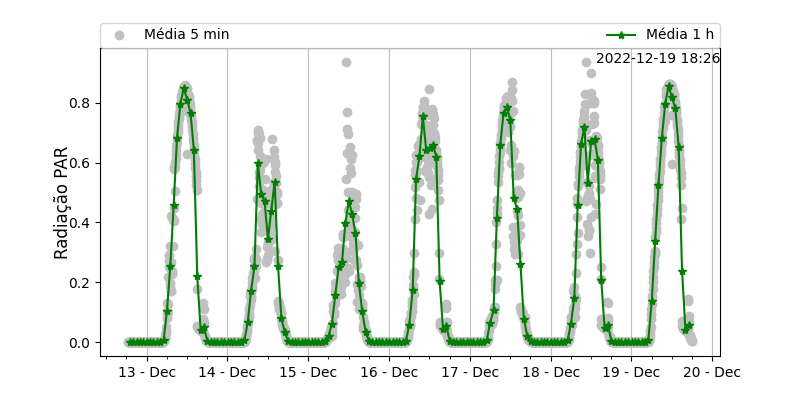 Média 5 min
Média 1 h
2022-12-19 18:26
Radiação PAR
0.8
0.6
0.4
0.2
0.0
13 - Dec
14 - Dec
15 - Dec
16 - Dec
17 - Dec
18 - Dec
19 - Dec
20 - Dec